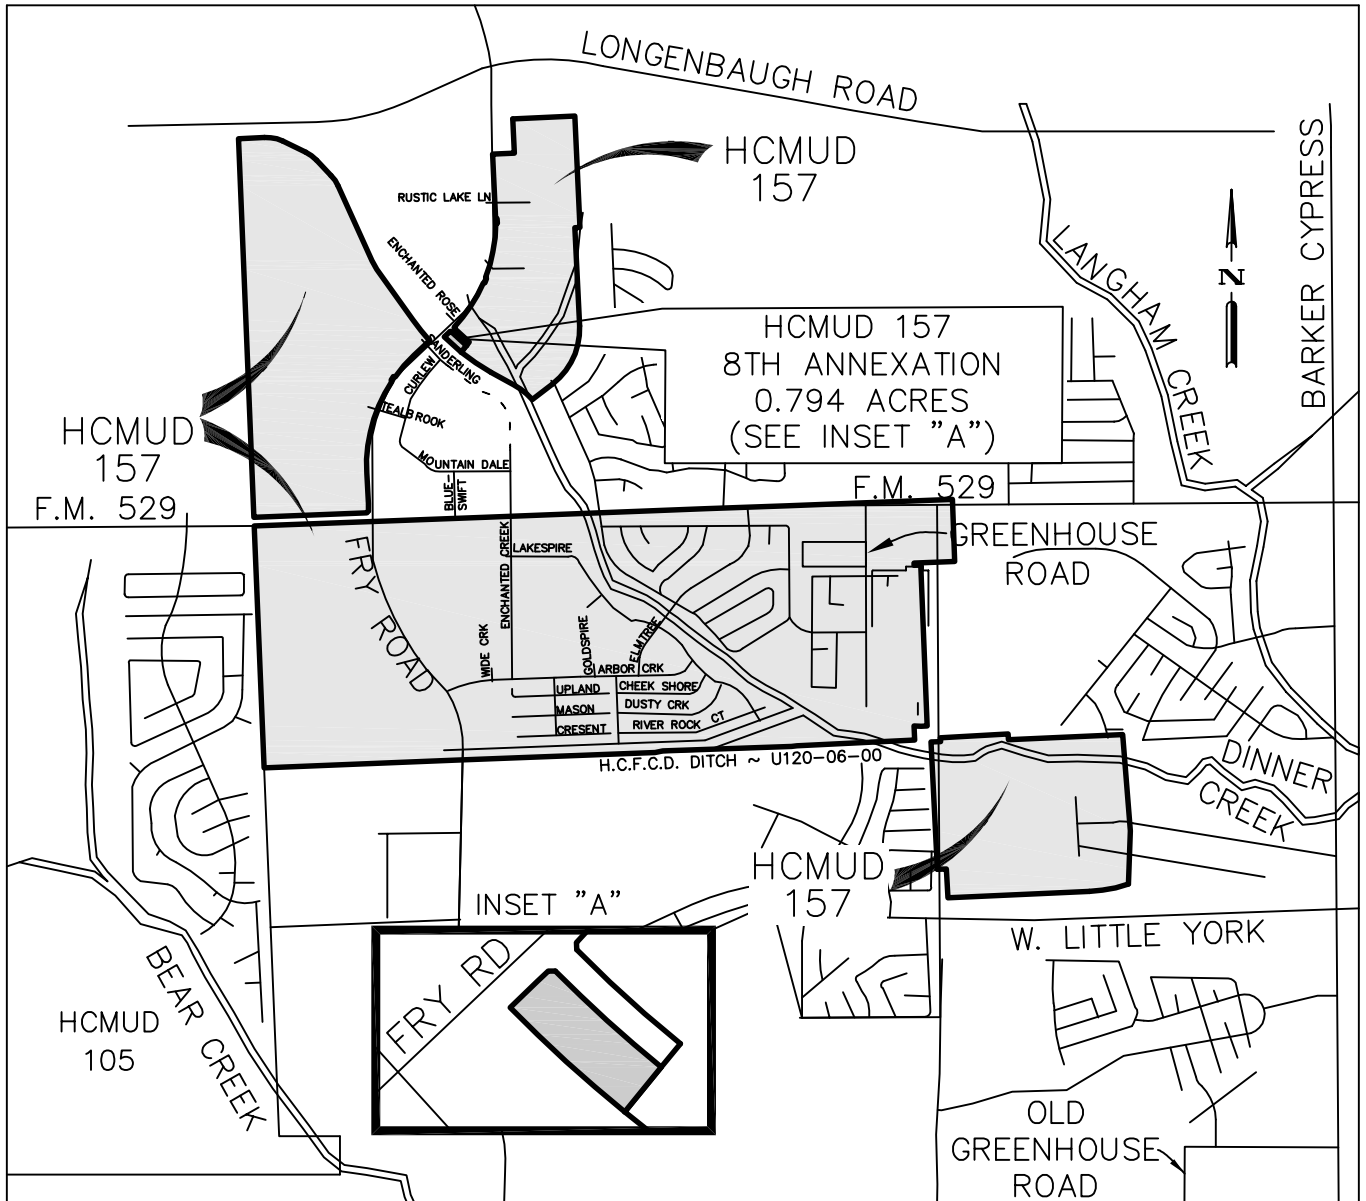 LONGENBAUGH ROAD
BARKER CYPRESS
HCMUD
157
RUSTIC LAKE LN
ENCHANTED ROSE
LANGHAM CREEK
N
HCMUD 157
8TH ANNEXATION
0.794 ACRES
(SEE INSET "A")
SANDERLING
CURLEW
TEALBROOK
HCMUD
157
F.M. 529
MOUNTAIN DALE
BLUE-
SWIFT
F.M. 529
GREENHOUSE
ROAD
FRY ROAD
ENCHANTED CREEK
LAKESPIRE
WIDE CRK
GOLDSPIRE
ELMTREE
ARBOR CRK
UPLAND
CHEEK SHORE
MASON
DUSTY CRK
CRESENT
RIVER ROCK CT
H.C.F.C.D. DITCH ~ U120-06-00
DINNER
CREEK
HCMUD
157
INSET "A"
W. LITTLE YORK
FRY RD
BEAR CREEK
HCMUD
105
OLD
GREENHOUSE
ROAD